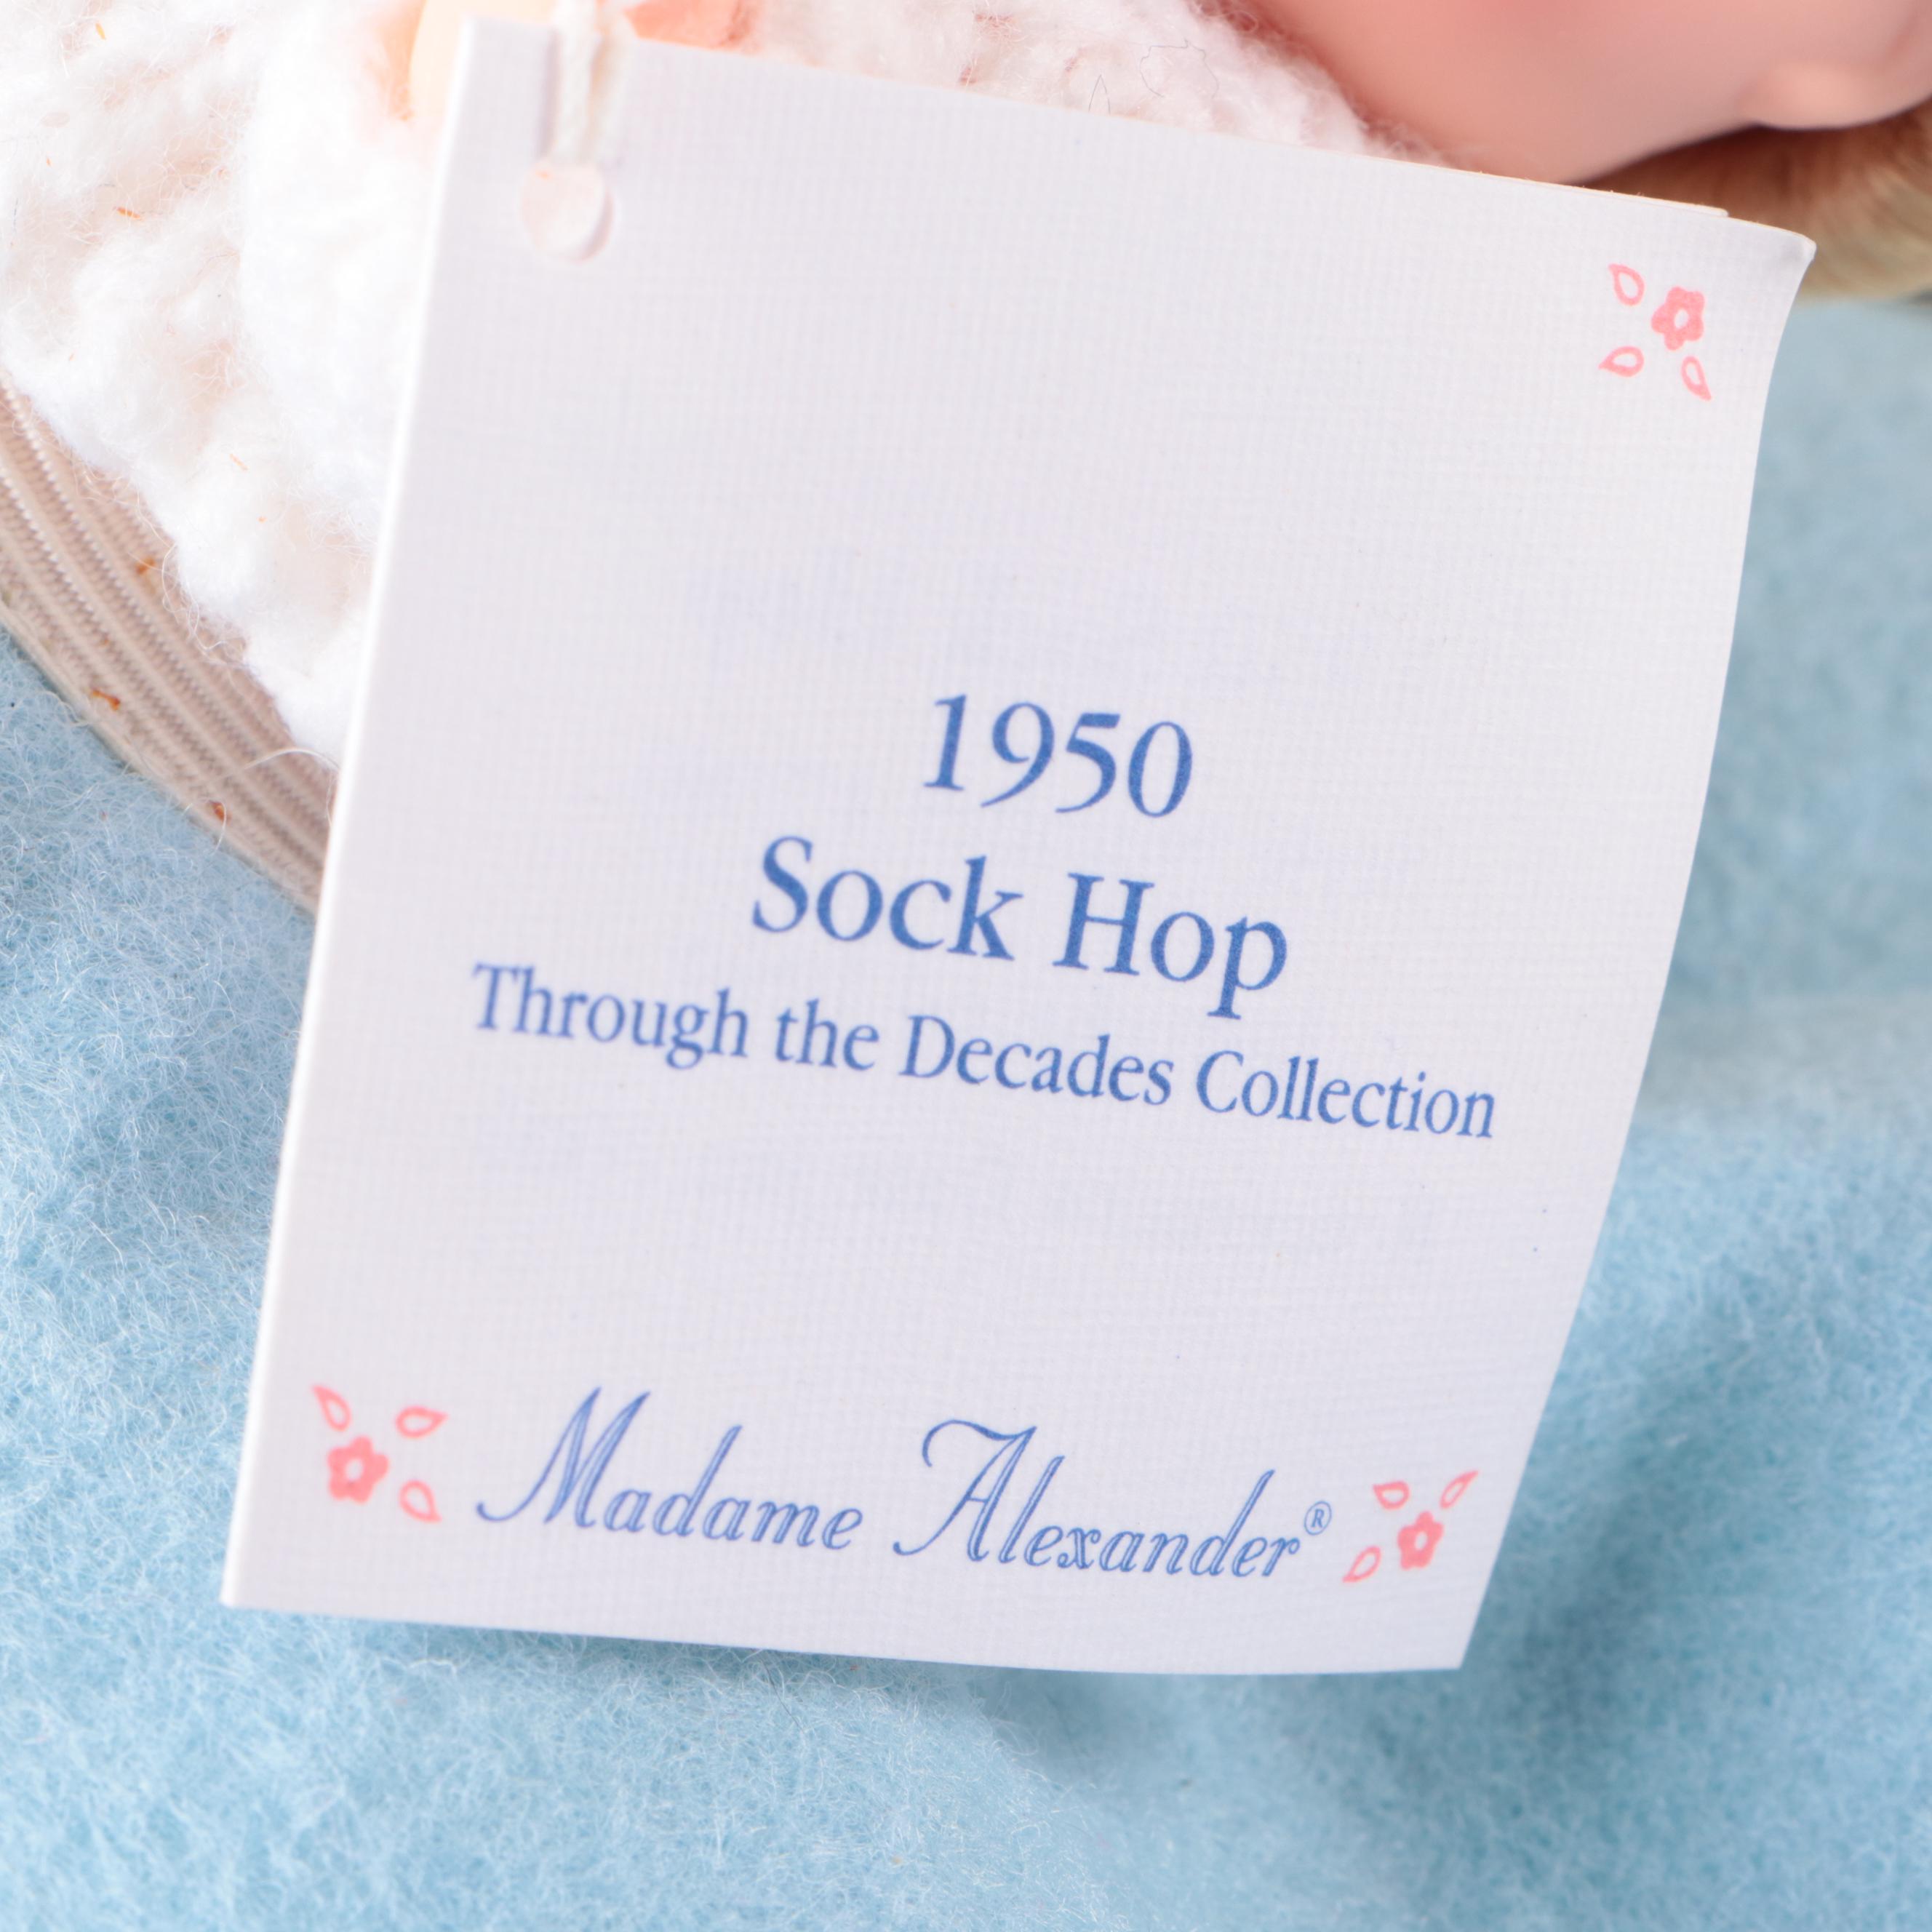 1950
Sock Hop
Through the Decades Collection
Madame Alexander®